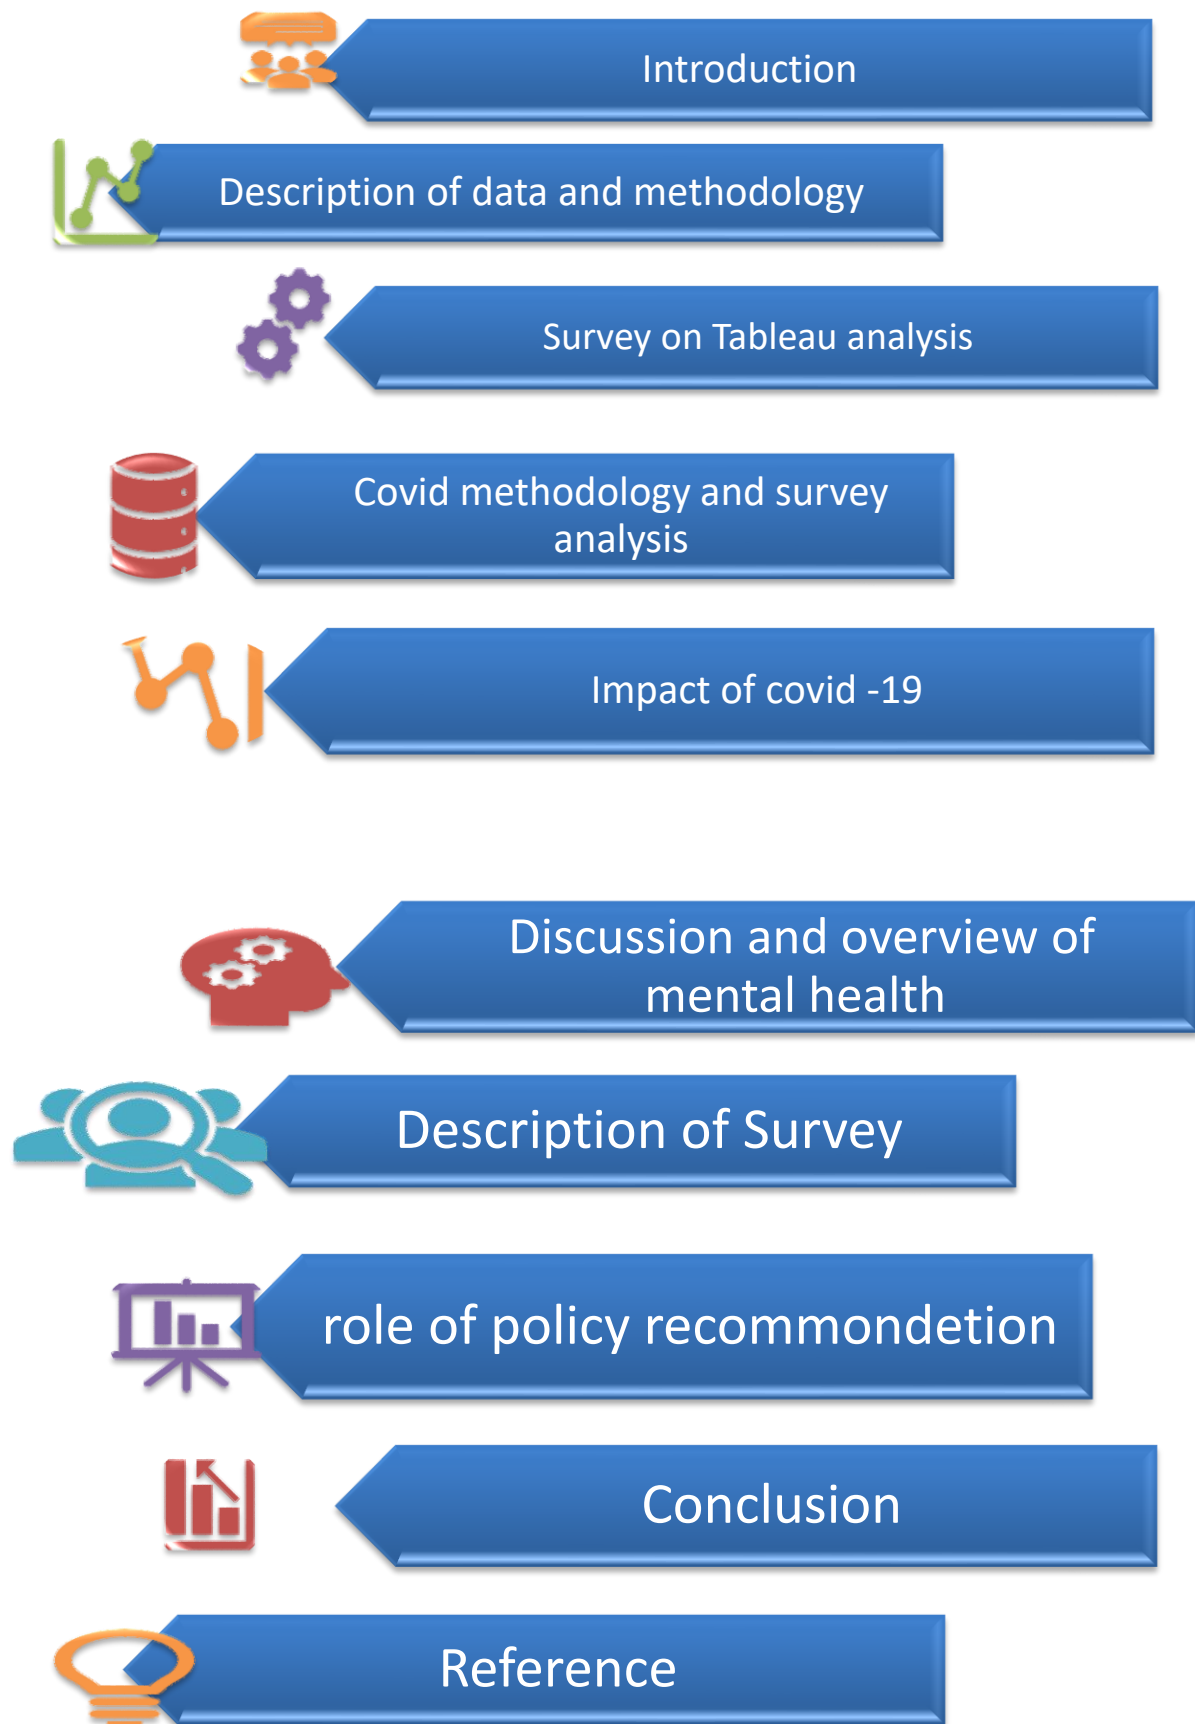 Introduction
Description of data and methodology
Survey on Tableau analysis
Covid methodology and survey
analysis
Impact of covid -19
Discussion and overview of
mental health
Description of Survey
role of policy recommondetion
Conclusion
Reference